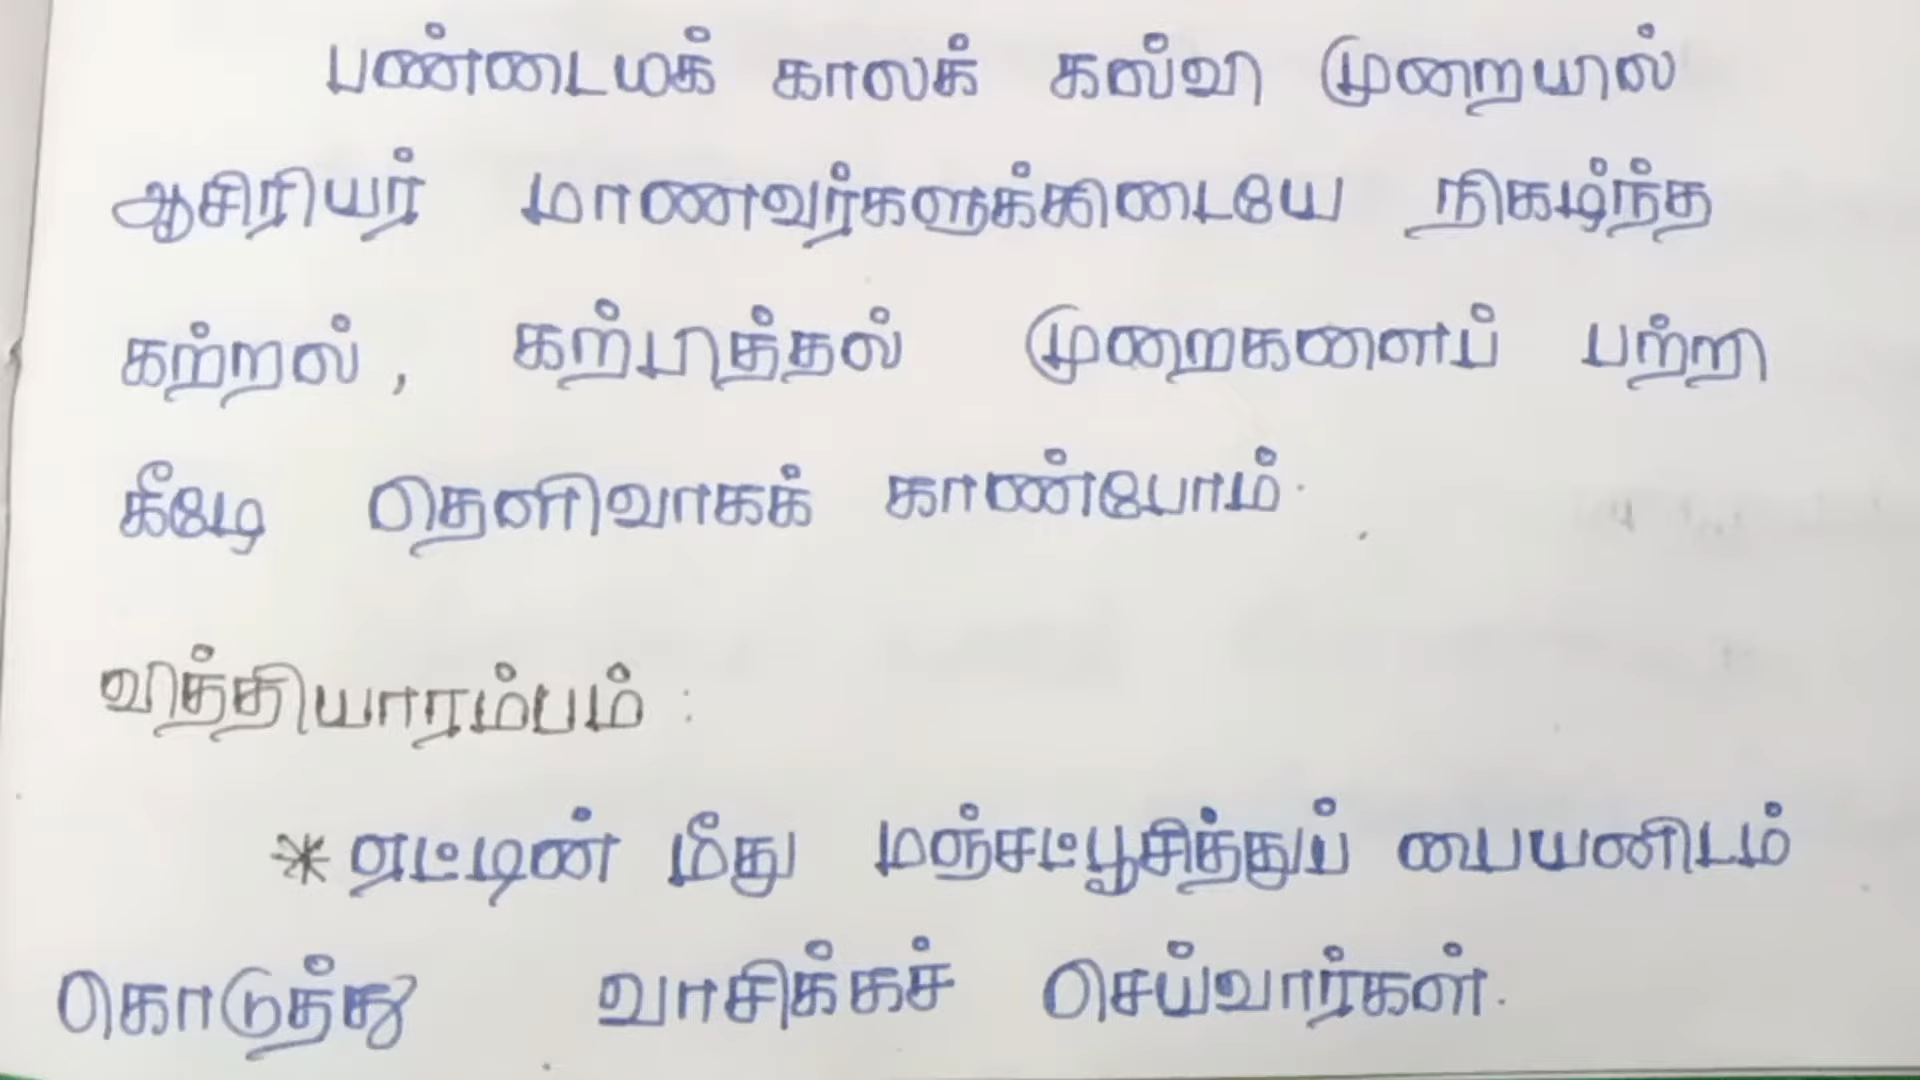 பண்டைமக் காலக் கல்வி முறையில்
ஆசிரியர் மாணவர்களுக்கிடையே நிகழ்ந்த
கற்றல், கற்பித்தல் முறைகளைப் பற்றி
கீழே தெளிவாகக் காண்போம்.
வித்தியாரம்பம் :
* ஏட்டின் மீது மஞ்சட்பூசித்துப் பையனிடம்
கொடுத்து வாசிக்கச் செய்வார்கள்.